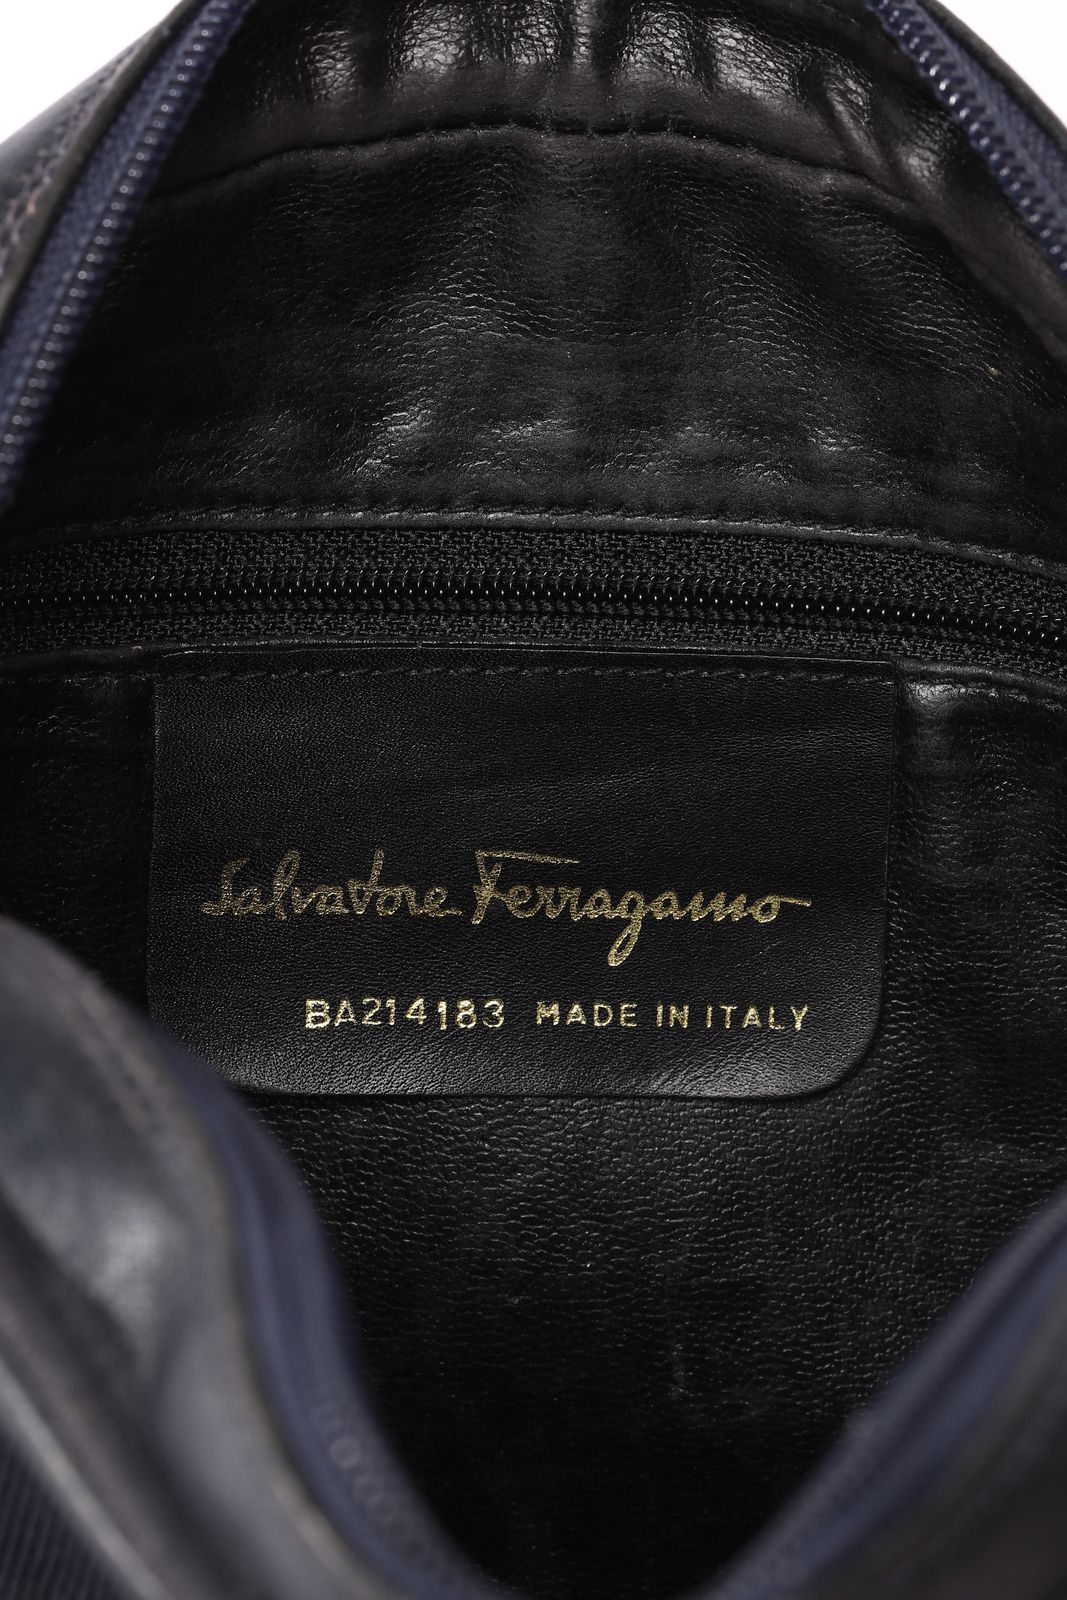 Salvatore Ferragamo
BA214183 MADE IN ITALY